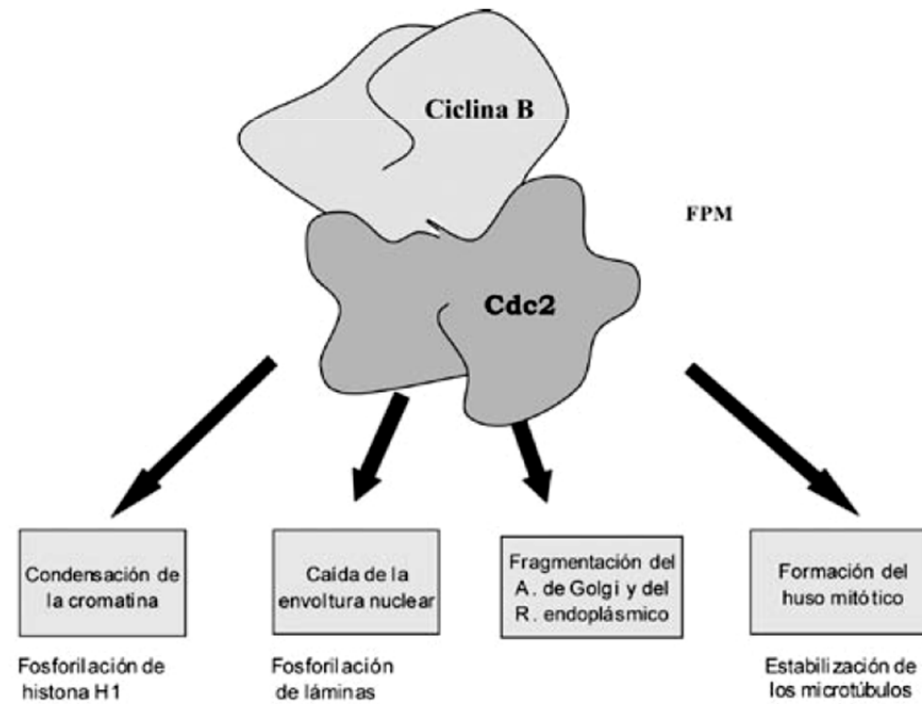 Ciclina B
FPM
Cdc2
Condensación de
la cromatina
Caída de la
envoltura nuclear
Fragmentación del
A. de Golgi y del
R. endoplásmico
Formación del
huso mitótico
Fosforilación de
histona H1
Fosforilación
de láminas
Estabilización de
los microtúbulos